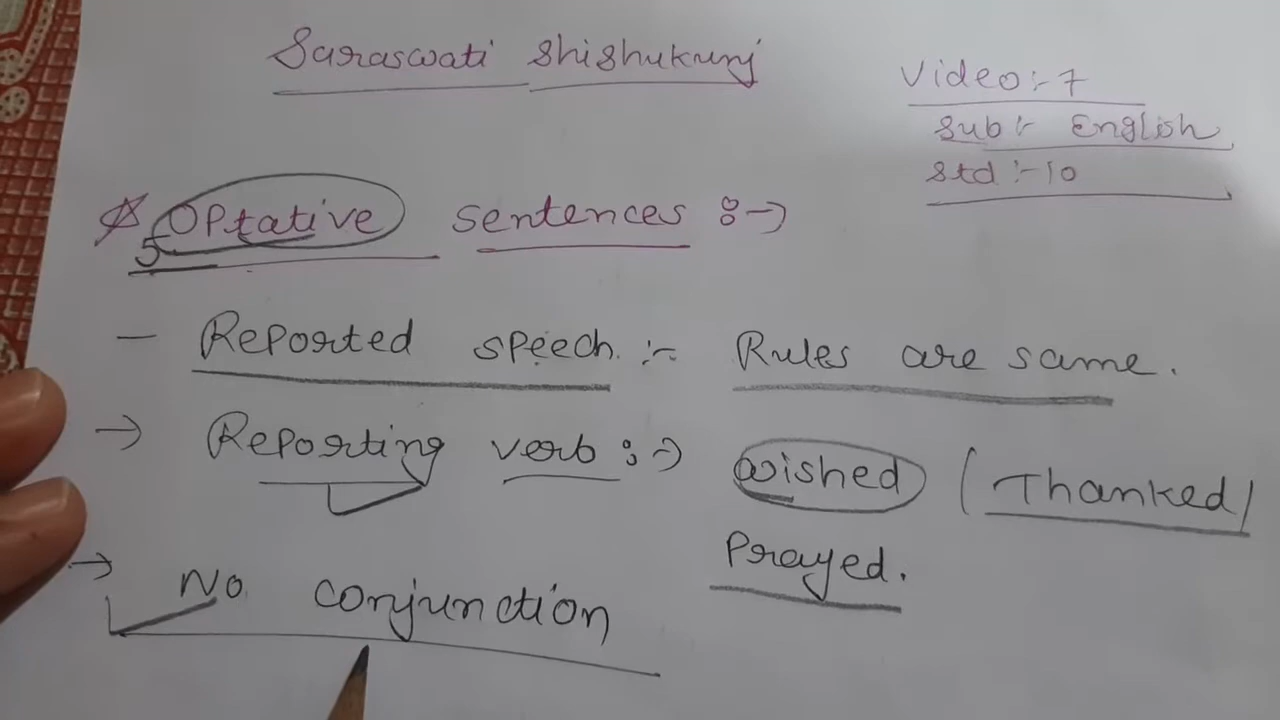 Saraswati Shishukunj
Video:- 7
Sub:- English
Std:- 10
5 Optative sentences :-)
- Reported speech :- Rules are same.
→ Reporting verb :-) wished / Thanked /
Prayed.
→ No conjunction